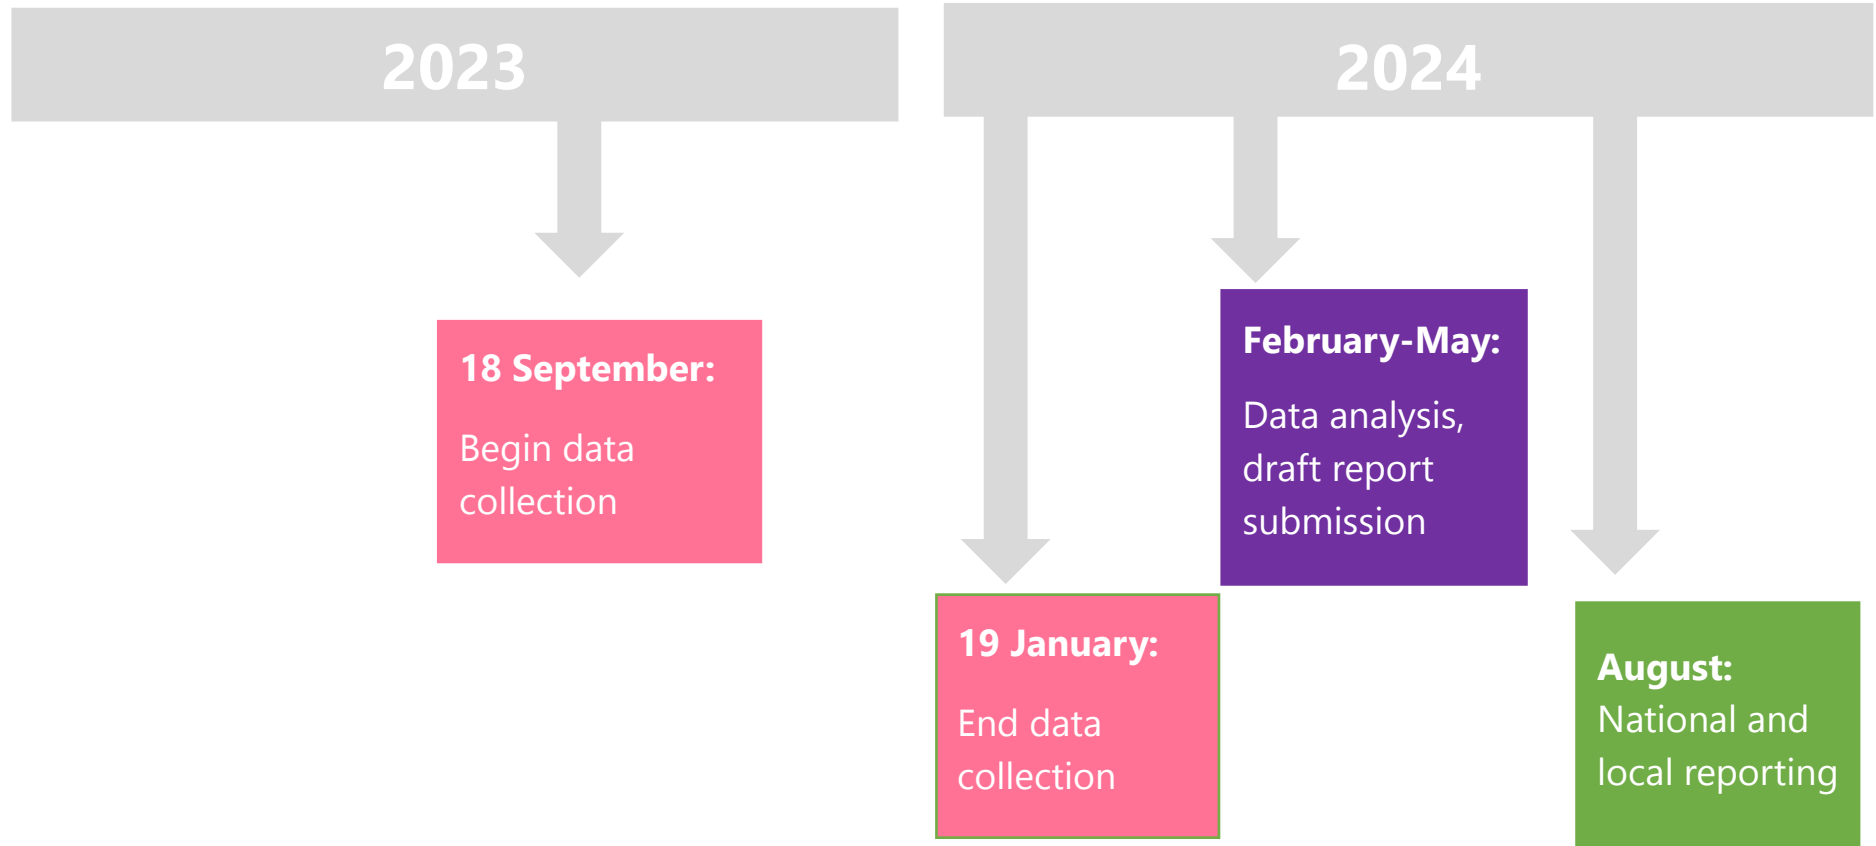 2023
2024
18 September:
Begin data
collection
19 January:
End data
collection
February-May:
Data analysis,
draft report
submission
August:
National and
local reporting